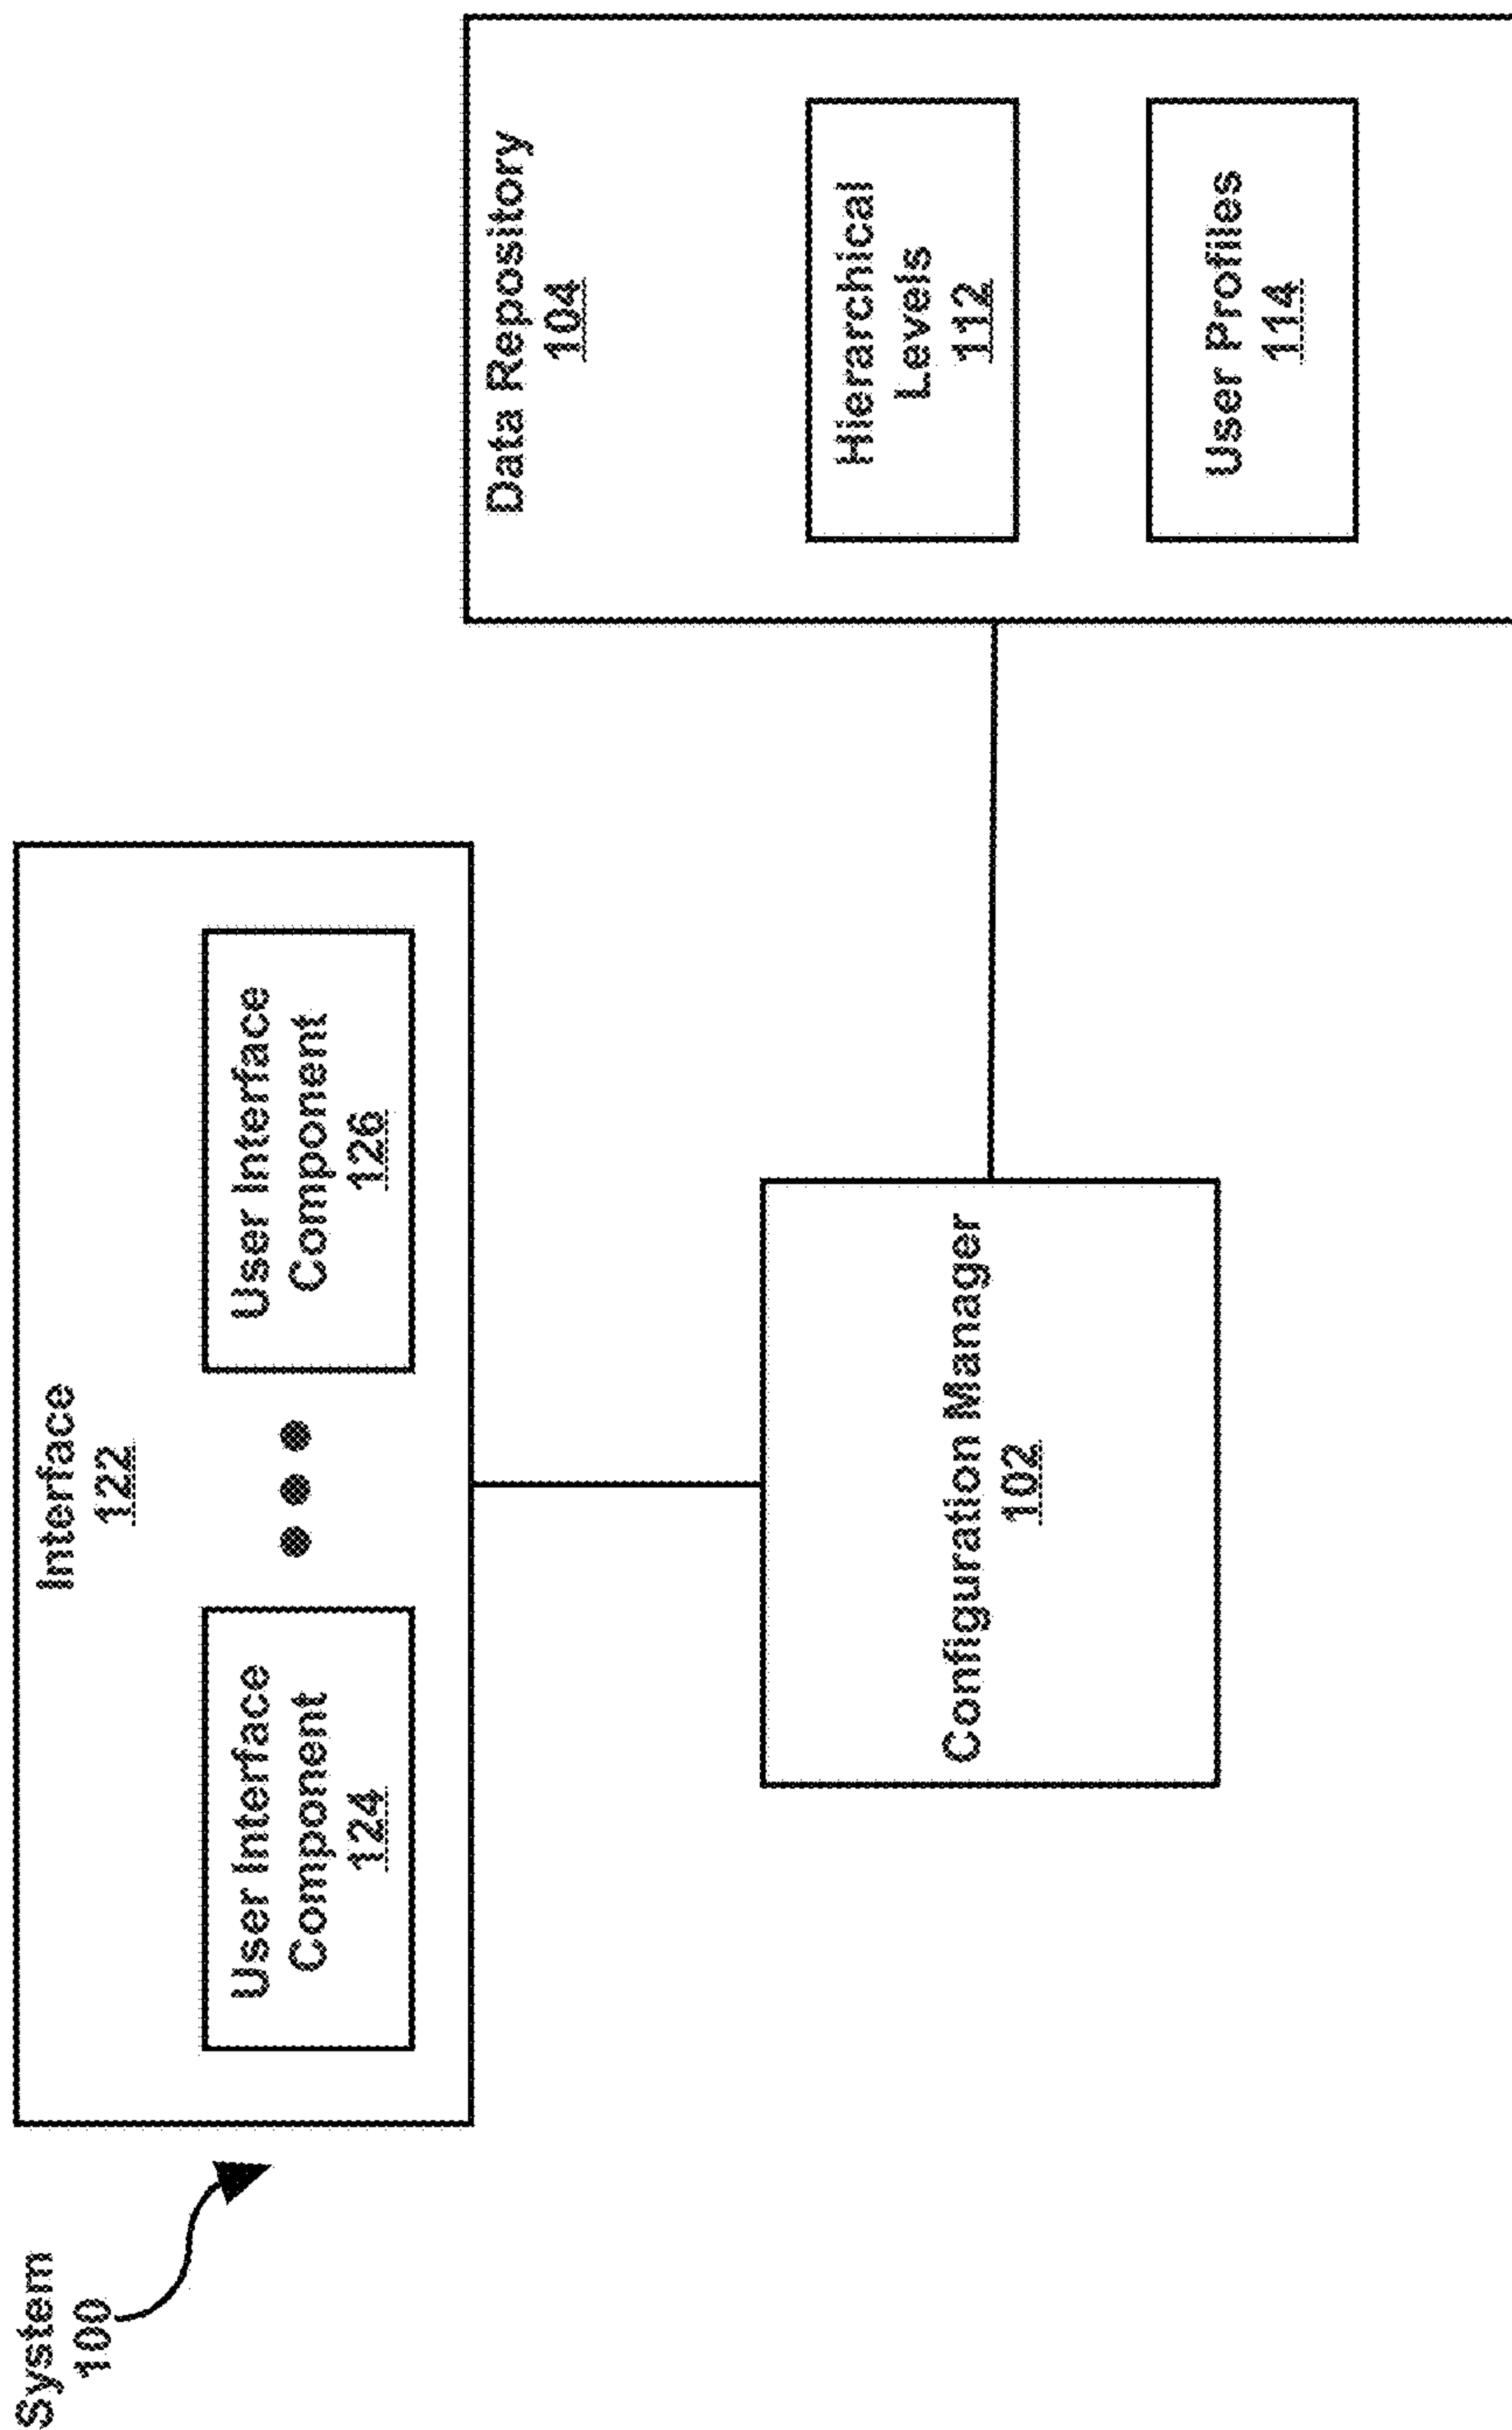 System
100
Interface
122
User Interface
Component
124
User Interface
Component
126
Configuration Manager
102
Data Repository
104
Hierarchical
Levels
112
User Profiles
114